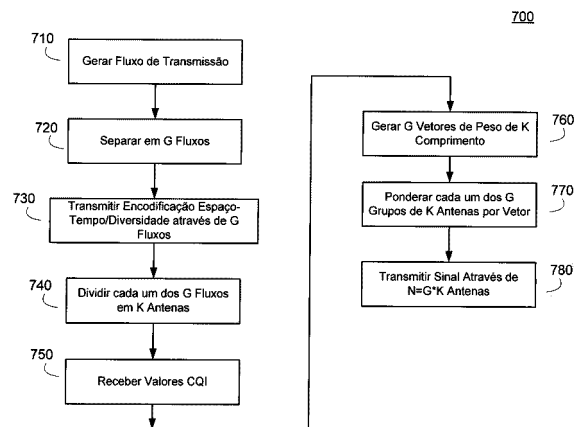 700
710
Gerar Fluxo de Transmissão
720
Separar em G Fluxos
730
Transmitir Encodificação Espaço-
Tempo/Diversidade através de G
Fluxos
740
Dividir cada um dos G Fluxos
em K Antenas
750
Receber Valores CQI
760
Gerar G Vetores de Peso de K
Comprimento
770
Ponderar cada um dos G
Grupos de K Antenas por Vetor
780
Transmitir Sinal Através de
N=G*K Antenas